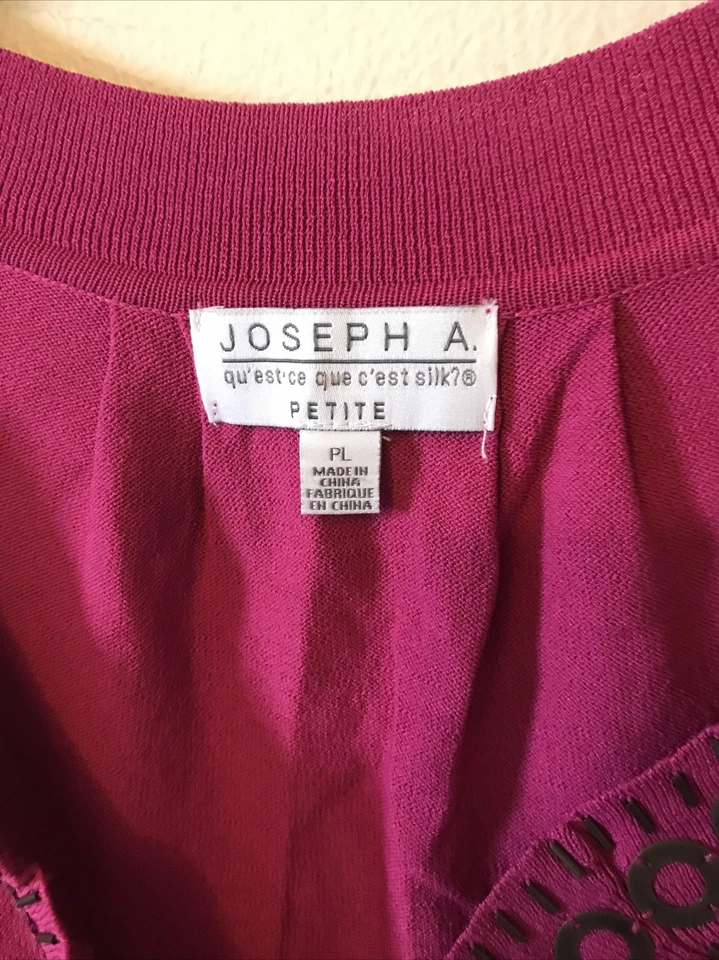 JOSEPH A.
qu'est·ce que c'est silk?®
PETITE
PL
MADE IN
CHINA
FABRIQUE
EN CHINA